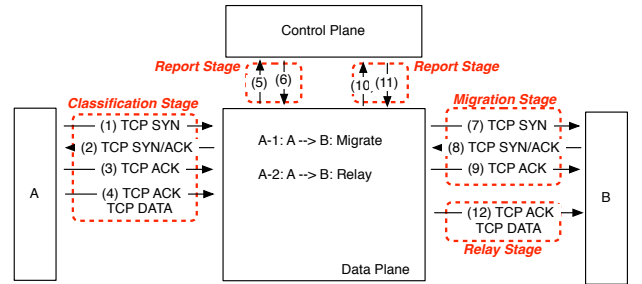 Control Plane
Report Stage
(5)
(6)
(10)
(11)
Report Stage
Classification Stage
Migration Stage
A
(1) TCP SYN
(2) TCP SYN/ACK
(3) TCP ACK
(4) TCP ACK
TCP DATA
A-1: A --> B: Migrate
A-2: A --> B: Relay
Data Plane
(7) TCP SYN
(8) TCP SYN/ACK
(9) TCP ACK
(12) TCP ACK
TCP DATA
Relay Stage
B